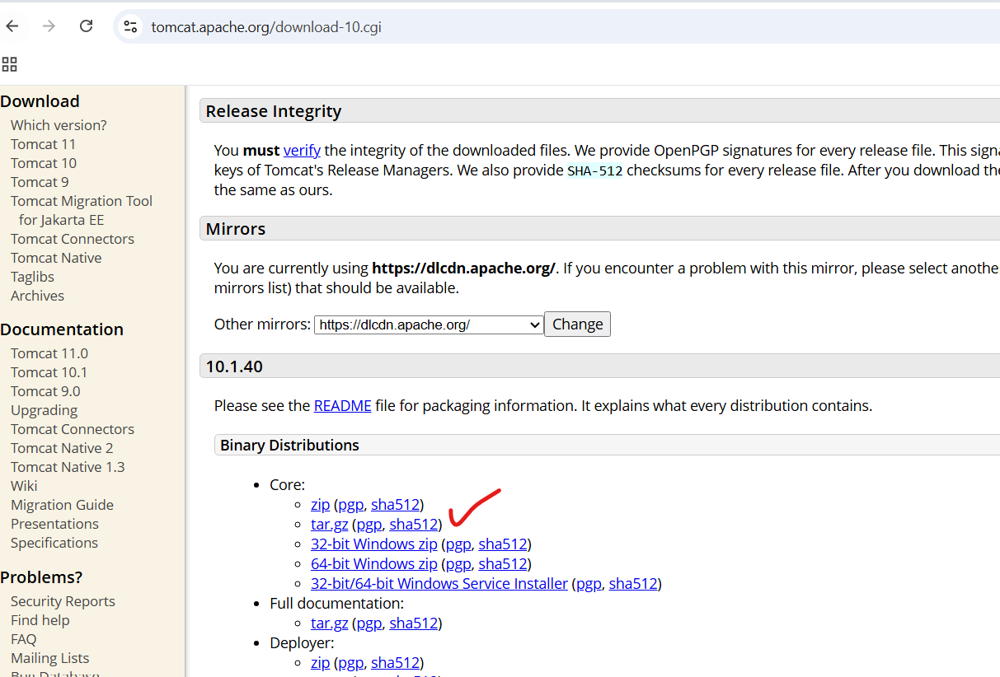 tomcat.apache.org/download-10.cgi
Download
Which version?
Tomcat 11
Tomcat 10
Tomcat 9
Tomcat Migration Tool
for Jakarta EE
Tomcat Connectors
Tomcat Native
Taglibs
Archives
Documentation
Tomcat 11.0
Tomcat 10.1
Tomcat 9.0
Upgrading
Tomcat Connectors
Tomcat Native 2
Tomcat Native 1.3
Wiki
Migration Guide
Presentations
Specifications
Problems?
Security Reports
Find help
FAQ
Mailing Lists
Bug Database
Release Integrity
You must verify the integrity of the downloaded files. We provide OpenPGP signatures for every release file. This
keys of Tomcat's Release Managers. We also provide SHA-512 checksums for every release file. After you download
the same as ours.
Mirrors
You are currently using https://dlcdn.apache.org/. If you encounter a problem with this mirror, please select
mirrors list) that should be available.
Other mirrors: https://dlcdn.apache.org/ Change
10.1.40
Please see the README file for packaging information. It explains what every distribution contains.
Binary Distributions
Core:
zip (pgp, sha512)
tar.gz (pgp, sha512)
32-bit Windows zip (pgp, sha512)
64-bit Windows zip (pgp, sha512)
32-bit/64-bit Windows Service Installer (pgp, sha512)
Full documentation:
tar.gz (pgp, sha512)
Deployer:
zip (pgp, sha512)